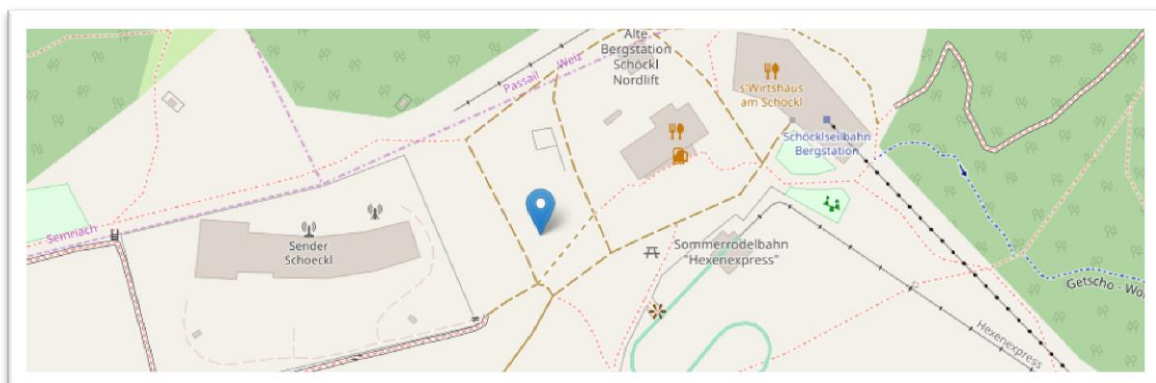 Alte
Bergstation
Schöckl
Nordlift
Passail
Weiz
s'Wirtshaus
am Schöckl
Schöcklseilbahn
Bergstation
Semriach
Sender
Schoeckl
Sommerrodelbahn
"Hexenexpress"
Getscho - Wo
Hexenexpress